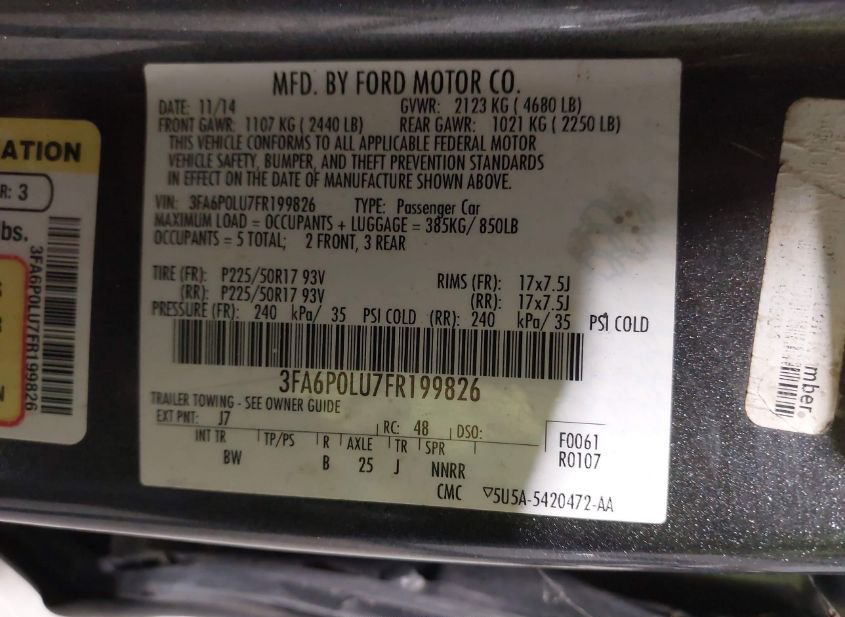 MFD. BY FORD MOTOR CO.
DATE: 11/14 GVWR: 2123 KG ( 4680 LB)
FRONT GAWR: 1107 KG ( 2440 LB) REAR GAWR: 1021 KG ( 2250 LB)
THIS VEHICLE CONFORMS TO ALL APPLICABLE FEDERAL MOTOR
VEHICLE SAFETY, BUMPER, AND THEFT PREVENTION STANDARDS
IN EFFECT ON THE DATE OF MANUFACTURE SHOWN ABOVE.
VIN: 3FA6P0LU7FR199826 TYPE: Passenger Car
MAXIMUM LOAD = OCCUPANTS + LUGGAGE = 385KG/ 850LB
OCCUPANTS = 5 TOTAL; 2 FRONT, 3 REAR
TIRE (FR): P225/50R17 93V RIMS (FR): 17x7.5J
(RR): P225/50R17 93V (RR): 17x7.5J
PRESSURE (FR): 240 kPa/ 35 PSI COLD (RR): 240 kPa/ 35 PSI COLD
3FA6P0LU7FR199826
TRAILER TOWING - SEE OWNER GUIDE
EXT PNT: J7 RC: 48 DSO: F0061
INT TR TP/PS R AXLE TR SPR R0107
BW B 25 J NNRR
CMC ▽5U5A-5420472-AA
ATION
R: 3
bs.
3FA6P0LU7FR199826
mber